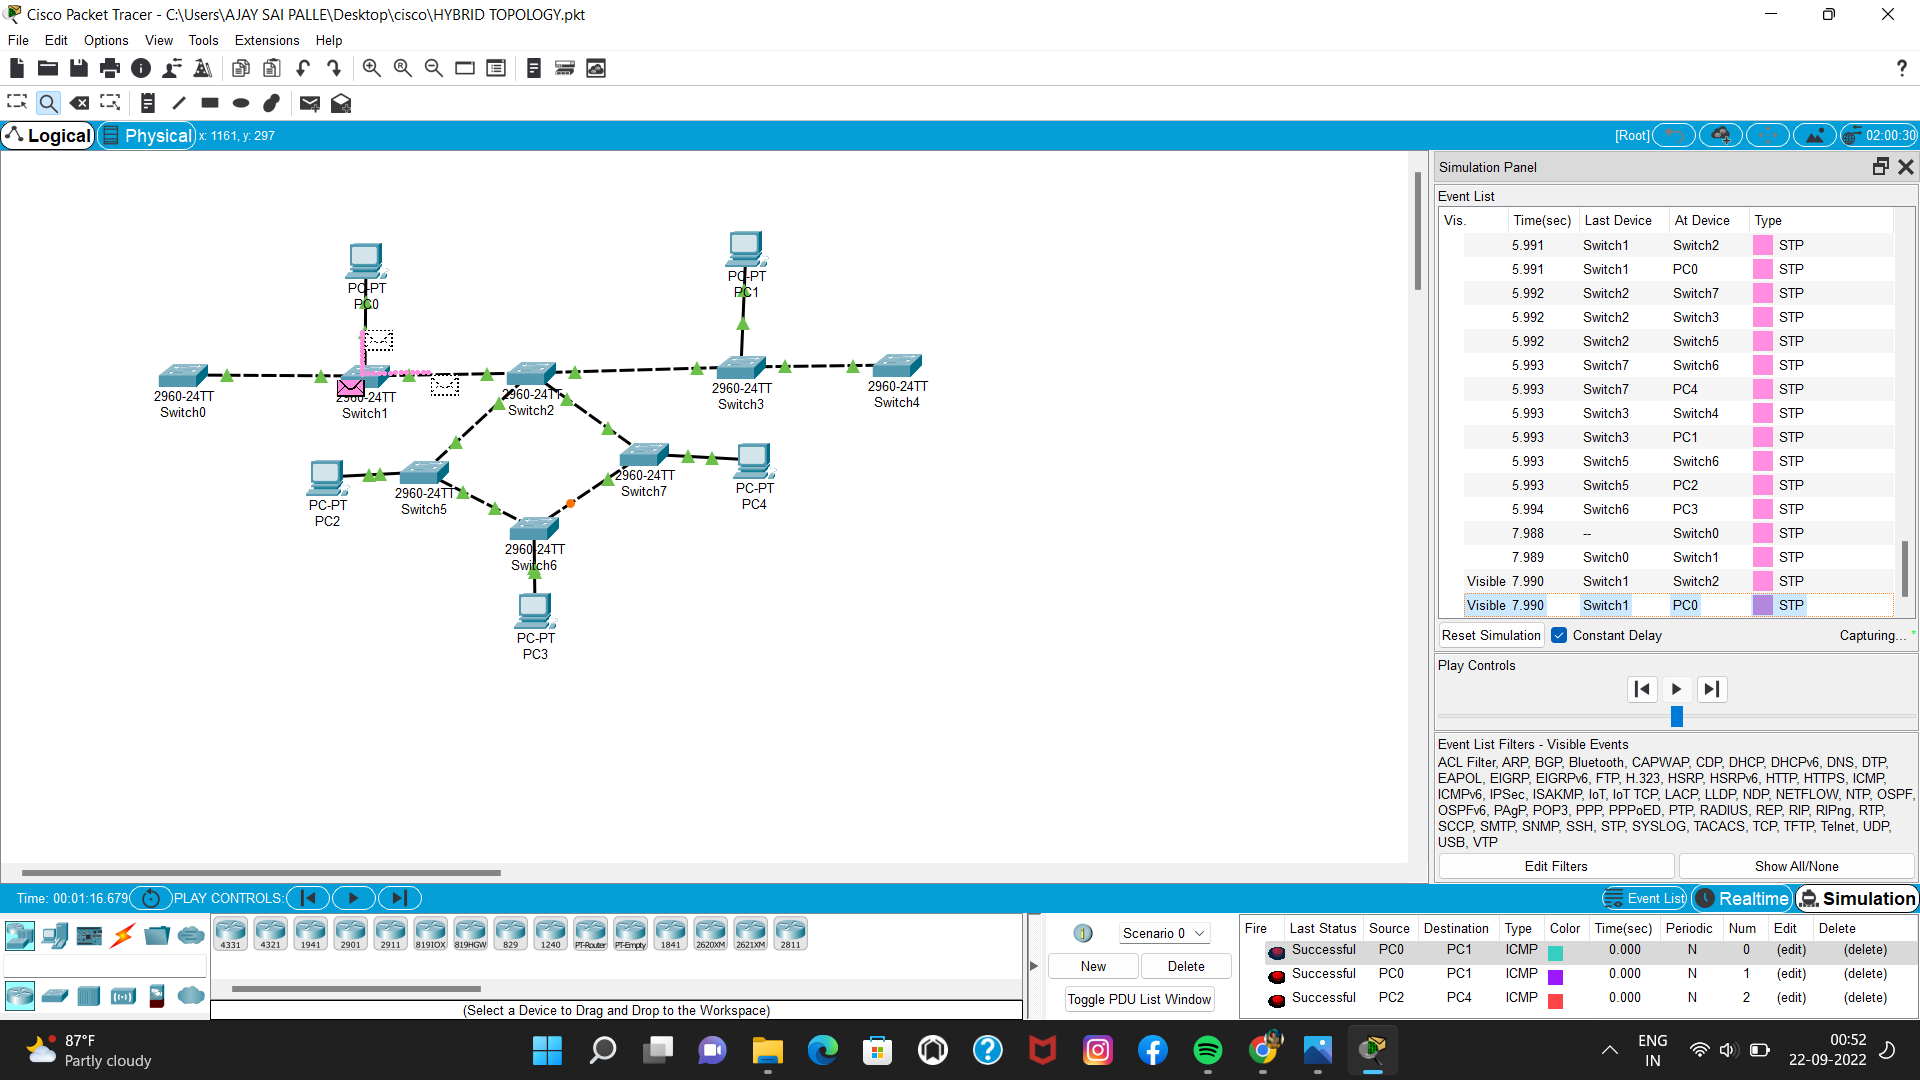 Cisco Packet Tracer - C:\Users\AJAY SAI PALLE\Desktop\cisco\HYBRID TOPOLOGY.pkt
File Edit Options View Tools Extensions Help
?
Logical Physical x: 1161, y: 297 [Root] 02:00:30
PC-PT
PC0
PC-PT
PC1
2960-24TT
Switch0
2960-24TT
Switch1
2960-24TT
Switch2
2960-24TT
Switch3
2960-24TT
Switch4
PC-PT
PC2
2960-24TT
Switch5
2960-24TT
Switch7
PC-PT
PC4
2960-24TT
Switch6
PC-PT
PC3
Simulation Panel
Event List
Vis. Time(sec) Last Device At Device Type
5.991 Switch1 Switch2 STP
5.991 Switch1 PC0 STP
5.992 Switch2 Switch7 STP
5.992 Switch2 Switch3 STP
5.992 Switch2 Switch5 STP
5.993 Switch7 Switch6 STP
5.993 Switch7 PC4 STP
5.993 Switch3 Switch4 STP
5.993 Switch3 PC1 STP
5.993 Switch5 Switch6 STP
5.993 Switch5 PC2 STP
5.994 Switch6 PC3 STP
7.988 -- Switch0 STP
7.989 Switch0 Switch1 STP
Visible 7.990 Switch1 Switch2 STP
Visible 7.990 Switch1 PC0 STP
Reset Simulation Constant Delay Capturing... *
Play Controls
Event List Filters - Visible Events
ACL Filter, ARP, BGP, Bluetooth, CAPWAP, CDP, DHCP, DHCPv6, DNS, DTP,
EAPOL, EIGRP, EIGRPv6, FTP, H.323, HSRP, HSRPv6, HTTP, HTTPS, ICMP,
ICMPv6, IPSec, ISAKMP, IoT, IoT TCP, LACP, LLDP, NDP, NETFLOW, NTP, OSPF,
OSPFv6, PAgP, POP3, PPP, PPPoED, PTP, RADIUS, REP, RIP, RIPng, RTP,
SCCP, SMTP, SNMP, SSH, STP, SYSLOG, TACACS, TCP, TFTP, Telnet, UDP,
USB, VTP
Edit Filters Show All/None
Time: 00:01:16.679 PLAY CONTROLS: Event List Realtime Simulation
4331 4321 1941 2901 2911 819IOX 819HGW 829 1240 PT-Router PT-Empty 1841 2620XM 2621XM 2811
(Select a Device to Drag and Drop to the Workspace)
1 Scenario 0
New Delete
Toggle PDU List Window
Fire Last Status Source Destination Type Color Time(sec) Periodic Num Edit Delete
Successful PC0 PC1 ICMP 0.000 N 0 (edit) (delete)
Successful PC0 PC1 ICMP 0.000 N 1 (edit) (delete)
Successful PC2 PC4 ICMP 0.000 N 2 (edit) (delete)
87°F
Partly cloudy
ENG
IN
00:52
22-09-2022